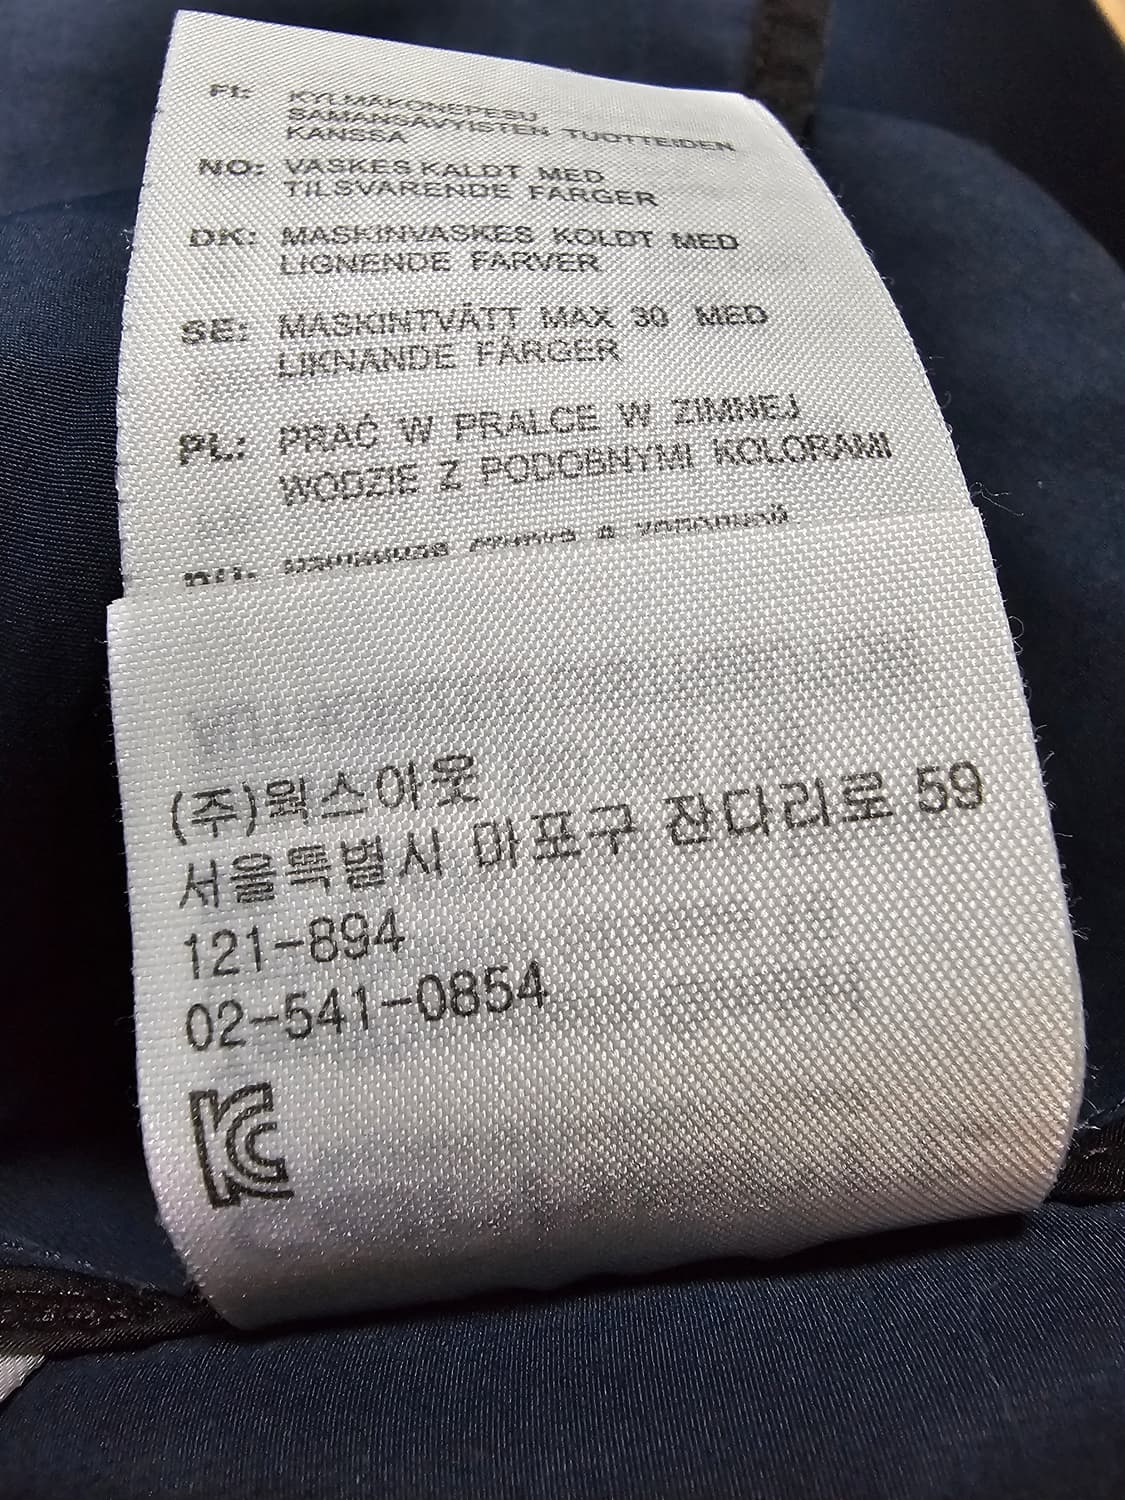 FI: KYLMÄKONEPESU
SAMANSÄVYISTEN TUOTTEIDEN
KANSSA
NO: VASKES KALDT MED
TILSVARENDE FARGER
DK: MASKINVASKES KOLDT MED
LIGNENDE FARVER
SE: MASKINTVÄTT MAX 30 MED
LIKNANDE FÄRGER
PL: PRAĆ W PRALCE W ZIMNEJ
WODZIE Z PODOBNYMI KOLORAMI
(주)웍스아웃
서울특별시 마포구 잔다리로 59
121-894
02-541-0854
KC